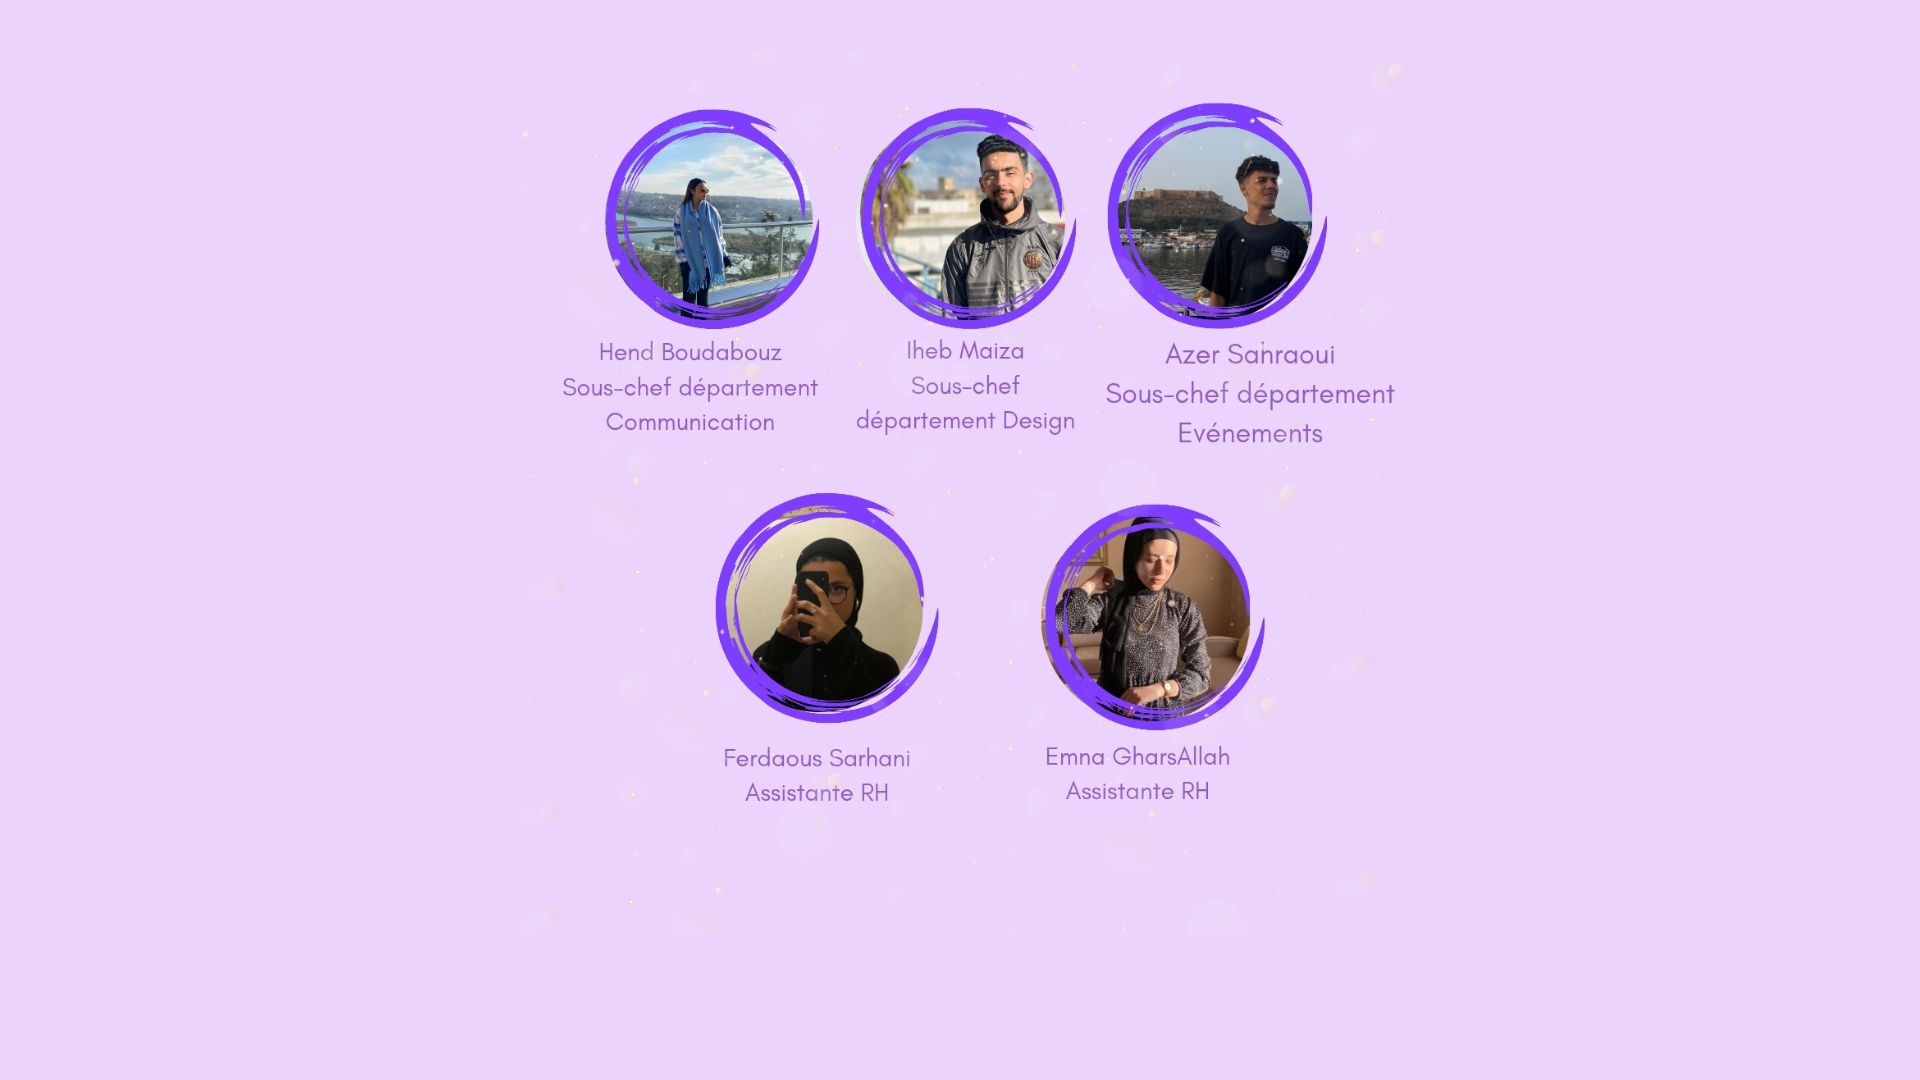 Hend Boudabouz
Sous-chef département
Communication
Iheb Maiza
Sous-chef
département Design
Azer Sahraoui
Sous-chef département
Evénements
Ferdaous Sarhani
Assistante RH
Emna GharsAllah
Assistante RH